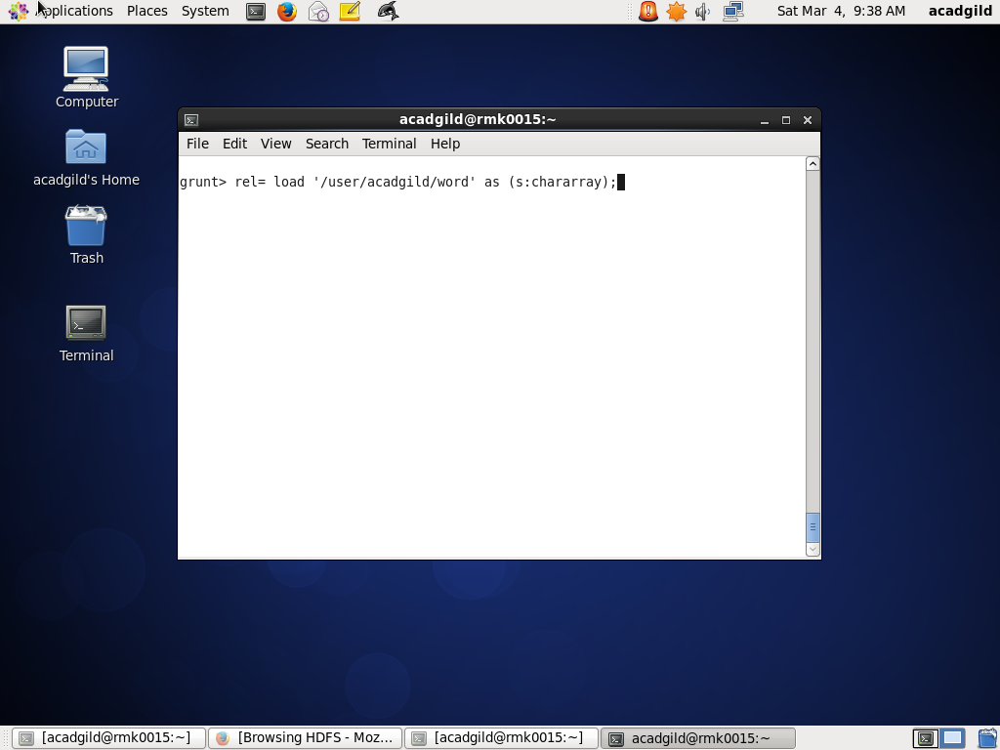 Applications Places System Sat Mar 4, 9:38 AM acadgild
Computer
acadgild's Home
Trash
Terminal
acadgild@rmk0015:~
File Edit View Search Terminal Help
grunt> rel= load '/user/acadgild/word' as (s:chararray);
[acadgild@rmk0015:~] [Browsing HDFS - Moz... [acadgild@rmk0015:~] acadgild@rmk0015:~